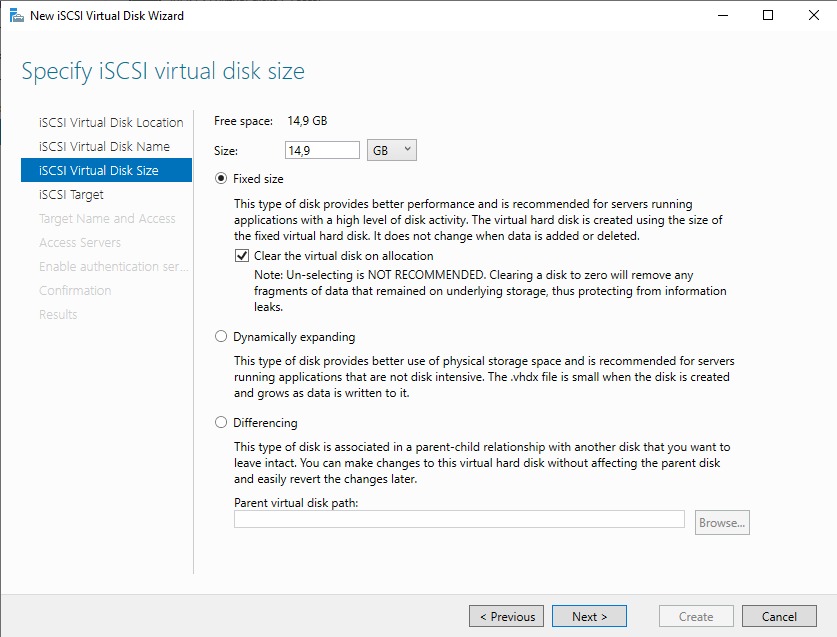 New iSCSI Virtual Disk Wizard
Specify iSCSI virtual disk size
iSCSI Virtual Disk Location
iSCSI Virtual Disk Name
iSCSI Virtual Disk Size
iSCSI Target
Target Name and Access
Access Servers
Enable authentication ser...
Confirmation
Results
Free space: 14,9 GB
Size: 14,9 GB
Fixed size
This type of disk provides better performance and is recommended for servers running
applications with a high level of disk activity. The virtual hard disk is created using the size of
the fixed virtual hard disk. It does not change when data is added or deleted.
Clear the virtual disk on allocation
Note: Un-selecting is NOT RECOMMENDED. Clearing a disk to zero will remove any
fragments of data that remained on underlying storage, thus protecting from information
leaks.
Dynamically expanding
This type of disk provides better use of physical storage space and is recommended for servers
running applications that are not disk intensive. The .vhdx file is small when the disk is created
and grows as data is written to it.
Differencing
This type of disk is associated in a parent-child relationship with another disk that you want to
leave intact. You can make changes to this virtual hard disk without affecting the parent disk
and easily revert the changes later.
Parent virtual disk path:
Browse...
< Previous Next > Create Cancel